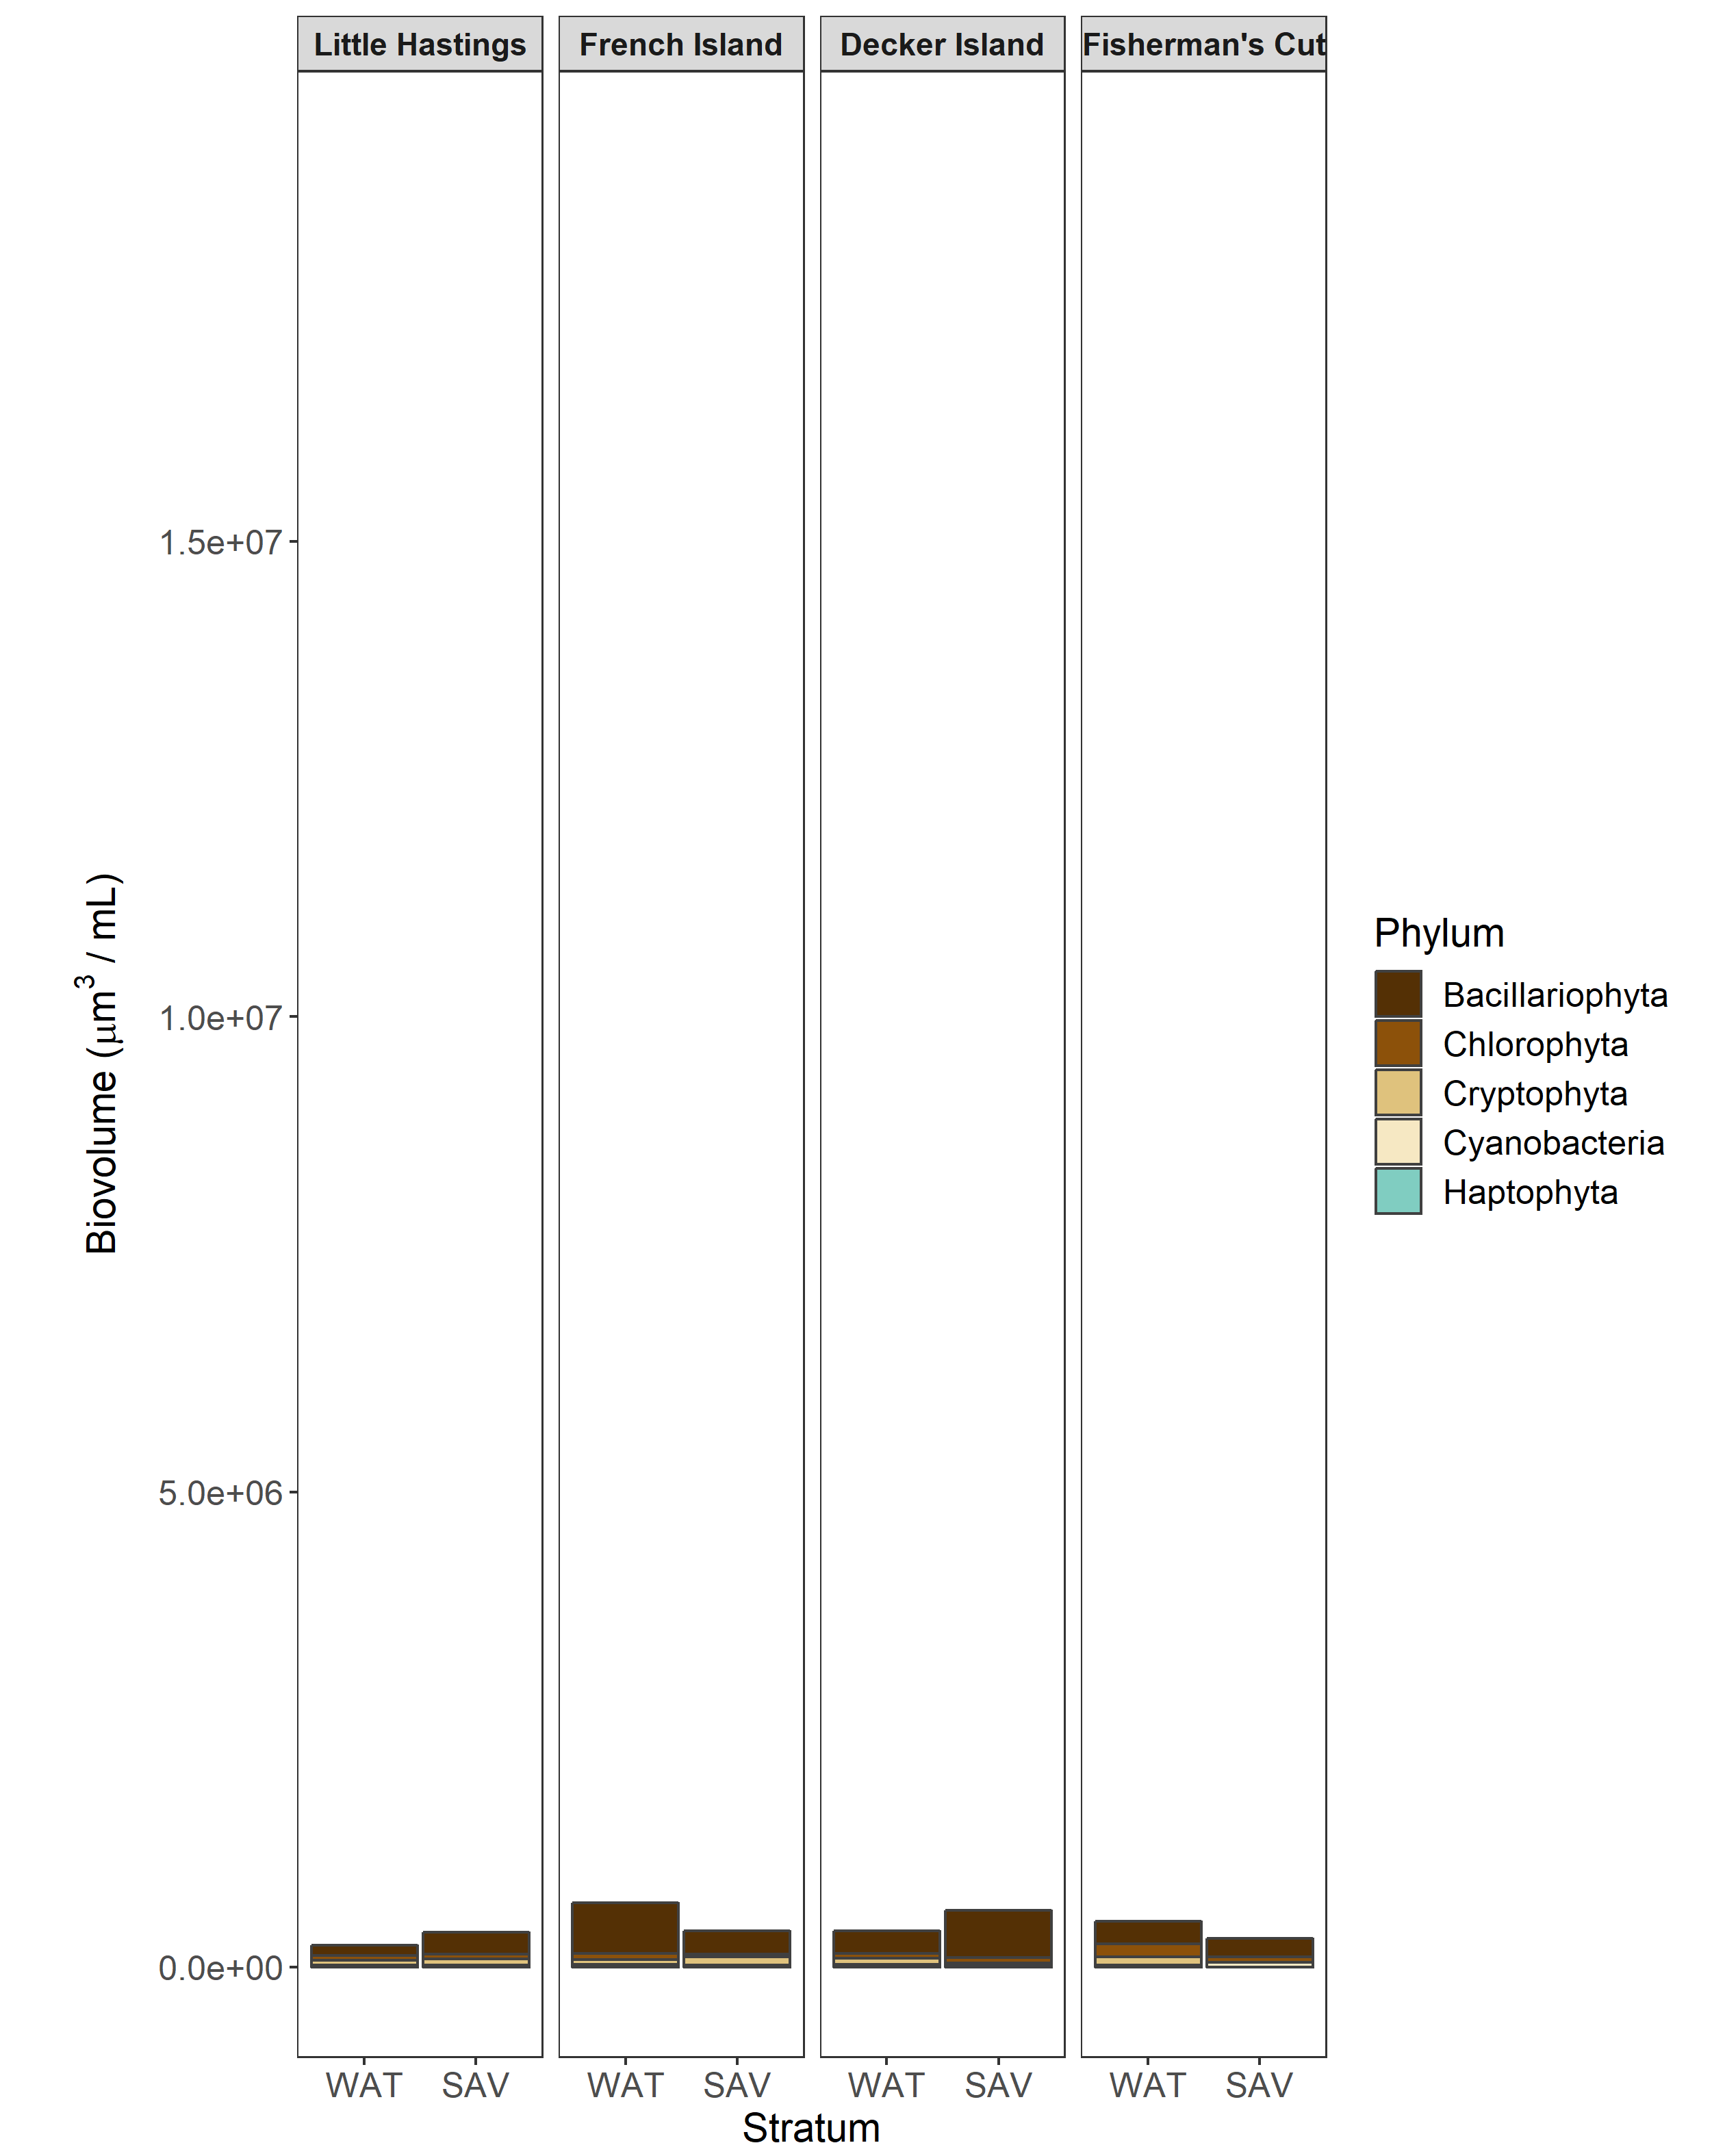 Little Hastings
French Island
Decker Island
Fisherman's Cut
1.5e+07
1.0e+07
5.0e+06
0.0e+00
Biovolume (μm³ / mL)
WAT SAV WAT SAV WAT SAV WAT SAV
Stratum
Phylum
Bacillariophyta
Chlorophyta
Cryptophyta
Cyanobacteria
Haptophyta